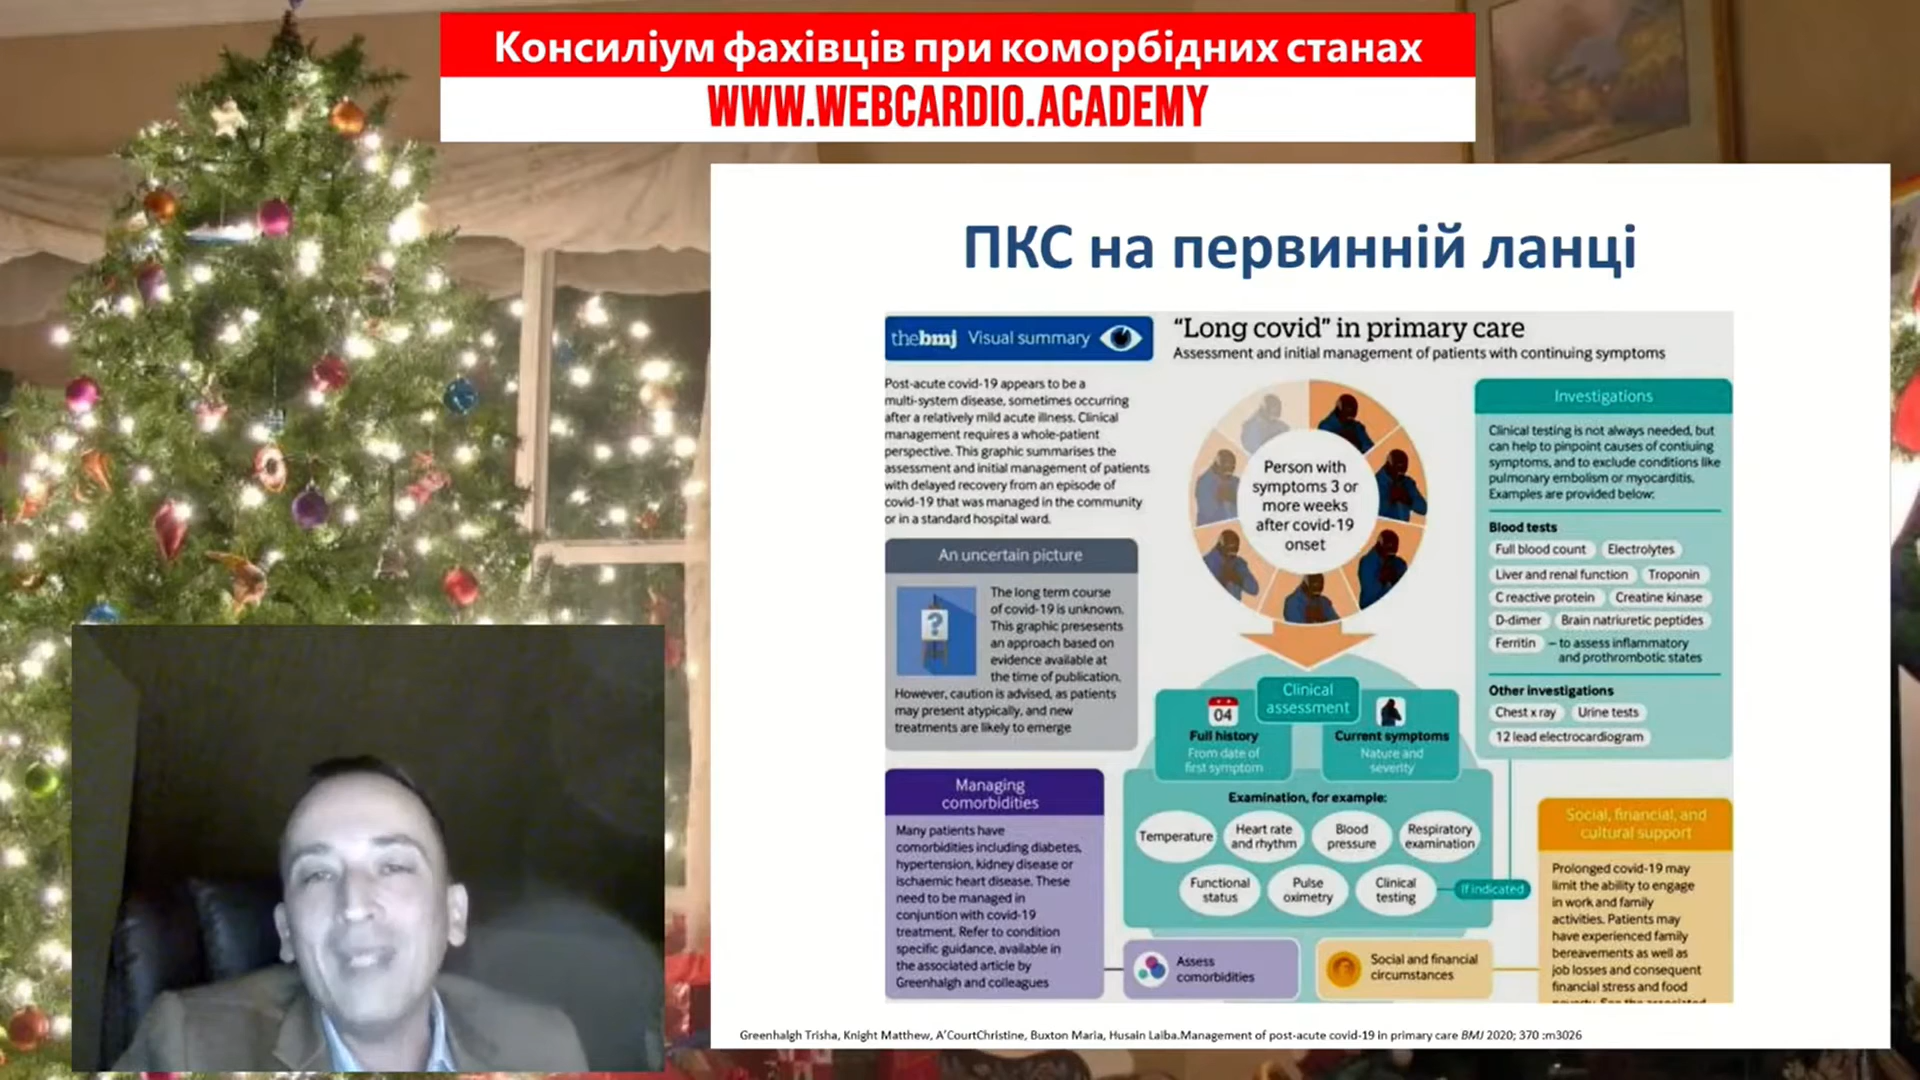 Консиліум фахівців при коморбідних станах
WWW.WEBCARDIO.ACADEMY
ПКС на первинній ланці
thebmj Visual summary
"Long covid" in primary care
Assessment and initial management of patients with continuing symptoms
Post-acute covid-19 appears to be a
multi-system disease, sometimes occurring
after a relatively mild acute illness. Clinical
management requires a whole-patient
perspective. This graphic summarises the
assessment and initial management of patients
with delayed recovery from an episode of
covid-19 that was managed in the community
or in a standard hospital ward.
An uncertain picture
?
The long term course
of covid-19 is unknown.
This graphic presesents
an approach based on
evidence available at
the time of publication.
However, caution is advised, as patients
may present atypically, and new
treatments are likely to emerge
Managing
comorbidities
Many patients have
comorbidities including diabetes,
hypertension, kidney disease or
ischaemic heart disease. These
need to be managed in
conjuntion with covid-19
treatment. Refer to condition
specific guidance, available in
the associated article by
Greenhalgh and colleagues
Person with
symptoms 3 or
more weeks
after covid-19
onset
Clinical
assessment
04
Full history
From date of
first symptom
Current symptoms
Nature and
severity
Examination, for example:
Temperature
Heart rate
and rhythm
Blood
pressure
Respiratory
examination
Functional
status
Pulse
oximetry
Clinical
testing
If indicated
Assess
comorbidities
Social and financial
circumstances
Investigations
Clinical testing is not always needed, but
can help to pinpoint causes of contiuing
symptoms, and to exclude conditions like
pulmonary embolism or myocarditis.
Examples are provided below:
Blood tests
Full blood count Electrolytes
Liver and renal function Troponin
C reactive protein Creatine kinase
D-dimer Brain natriuretic peptides
Ferritin – to assess inflammatory
and prothrombotic states
Other investigations
Chest x ray Urine tests
12 lead electrocardiogram
Social, financial, and
cultural support
Prolonged covid-19 may
limit the ability to engage
in work and family
activities. Patients may
have experienced family
bereavements as well as
job losses and consequent
financial stress and food
Greenhalgh Trisha, Knight Matthew, A'CourtChristine, Buxton Maria, Husain Laiba.Management of post-acute covid-19 in primary care BMJ 2020; 370 :m3026